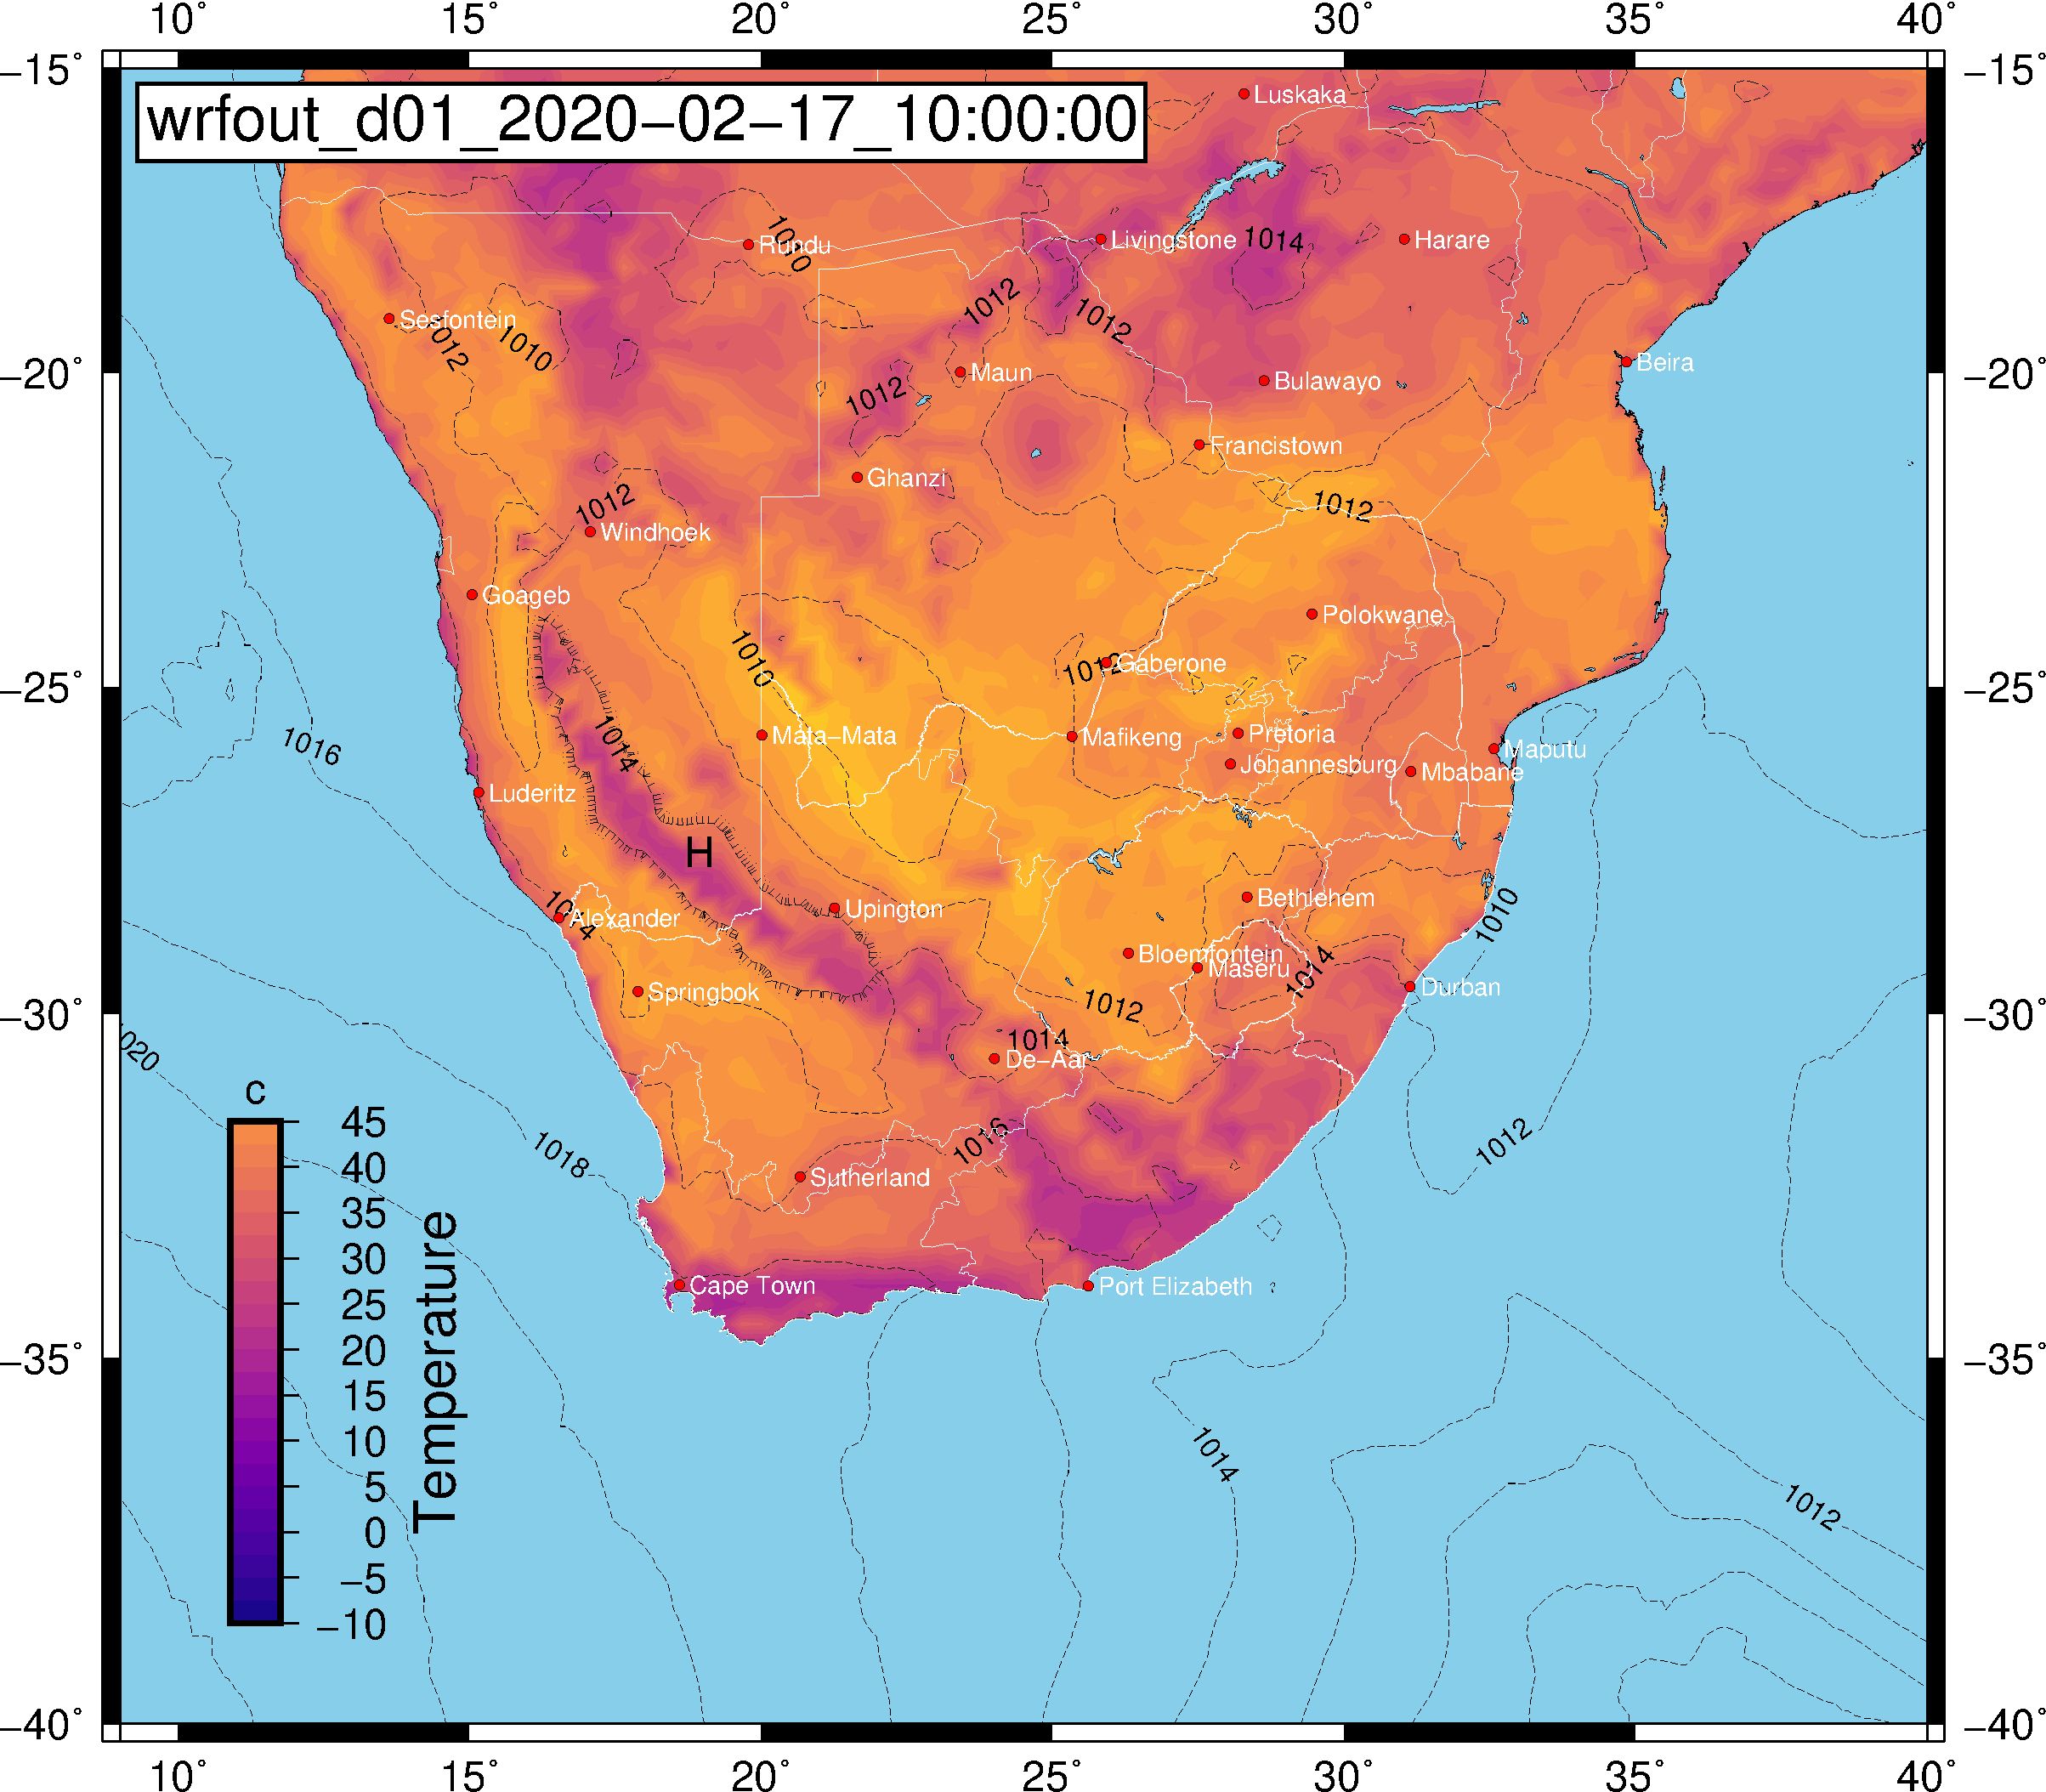 10° 15° 20° 25° 30° 35° 40°
−15° −15°
wrfout_d01_2020−02−17_10:00:00
Luskaka
Rundu
1010
Livingstone
1014
Harare
1012
1012
Sesfontein
1012
1010
−20° −20°
Maun
1012
Bulawayo
Beira
Francistown
Ghanzi
1012
1012
Windhoek
Goageb
Polokwane
1010
1012
Gaberone
−25° −25°
1016
1014
Mata−Mata
Mafikeng
Pretoria
Maputu
Johannesburg
Mbabane
Luderitz
H
Bethlehem
1010
1014
Alexander
Upington
Bloemfontein
Maseru
1014
Durban
Springbok
1012
−30° −30°
1020
1014
De−Aar
c
45
1018
1016
1012
40
Sutherland
35
30
Cape Town
Port Elizabeth
25
20
−35° −35°
15
10
1014
5
1012
0
−5
−10
Temperature
−40° −40°
10° 15° 20° 25° 30° 35° 40°